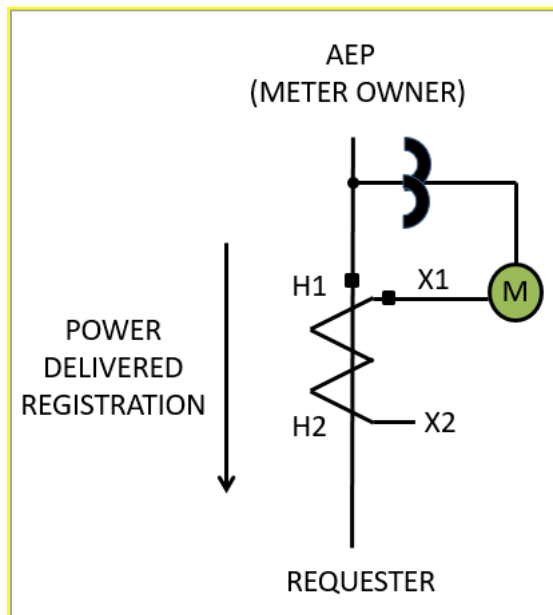 AEP
(METER OWNER)
H1
X1
M
POWER
DELIVERED
REGISTRATION
H2
X2
REQUESTER